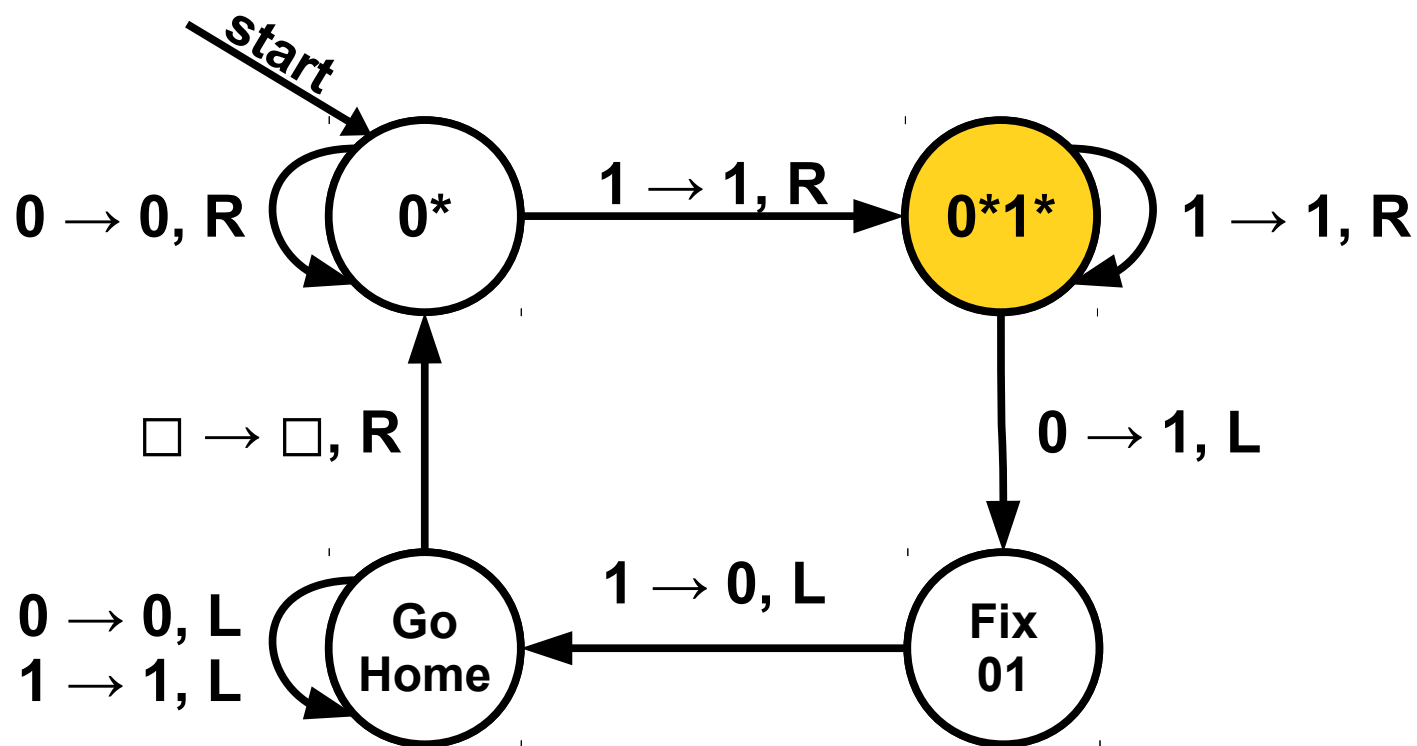 start
0 → 0, R
0*
1 → 1, R
0*1*
1 → 1, R
□ → □, R
0 → 1, L
0 → 0, L
1 → 1, L
Go
Home
1 → 0, L
Fix
01